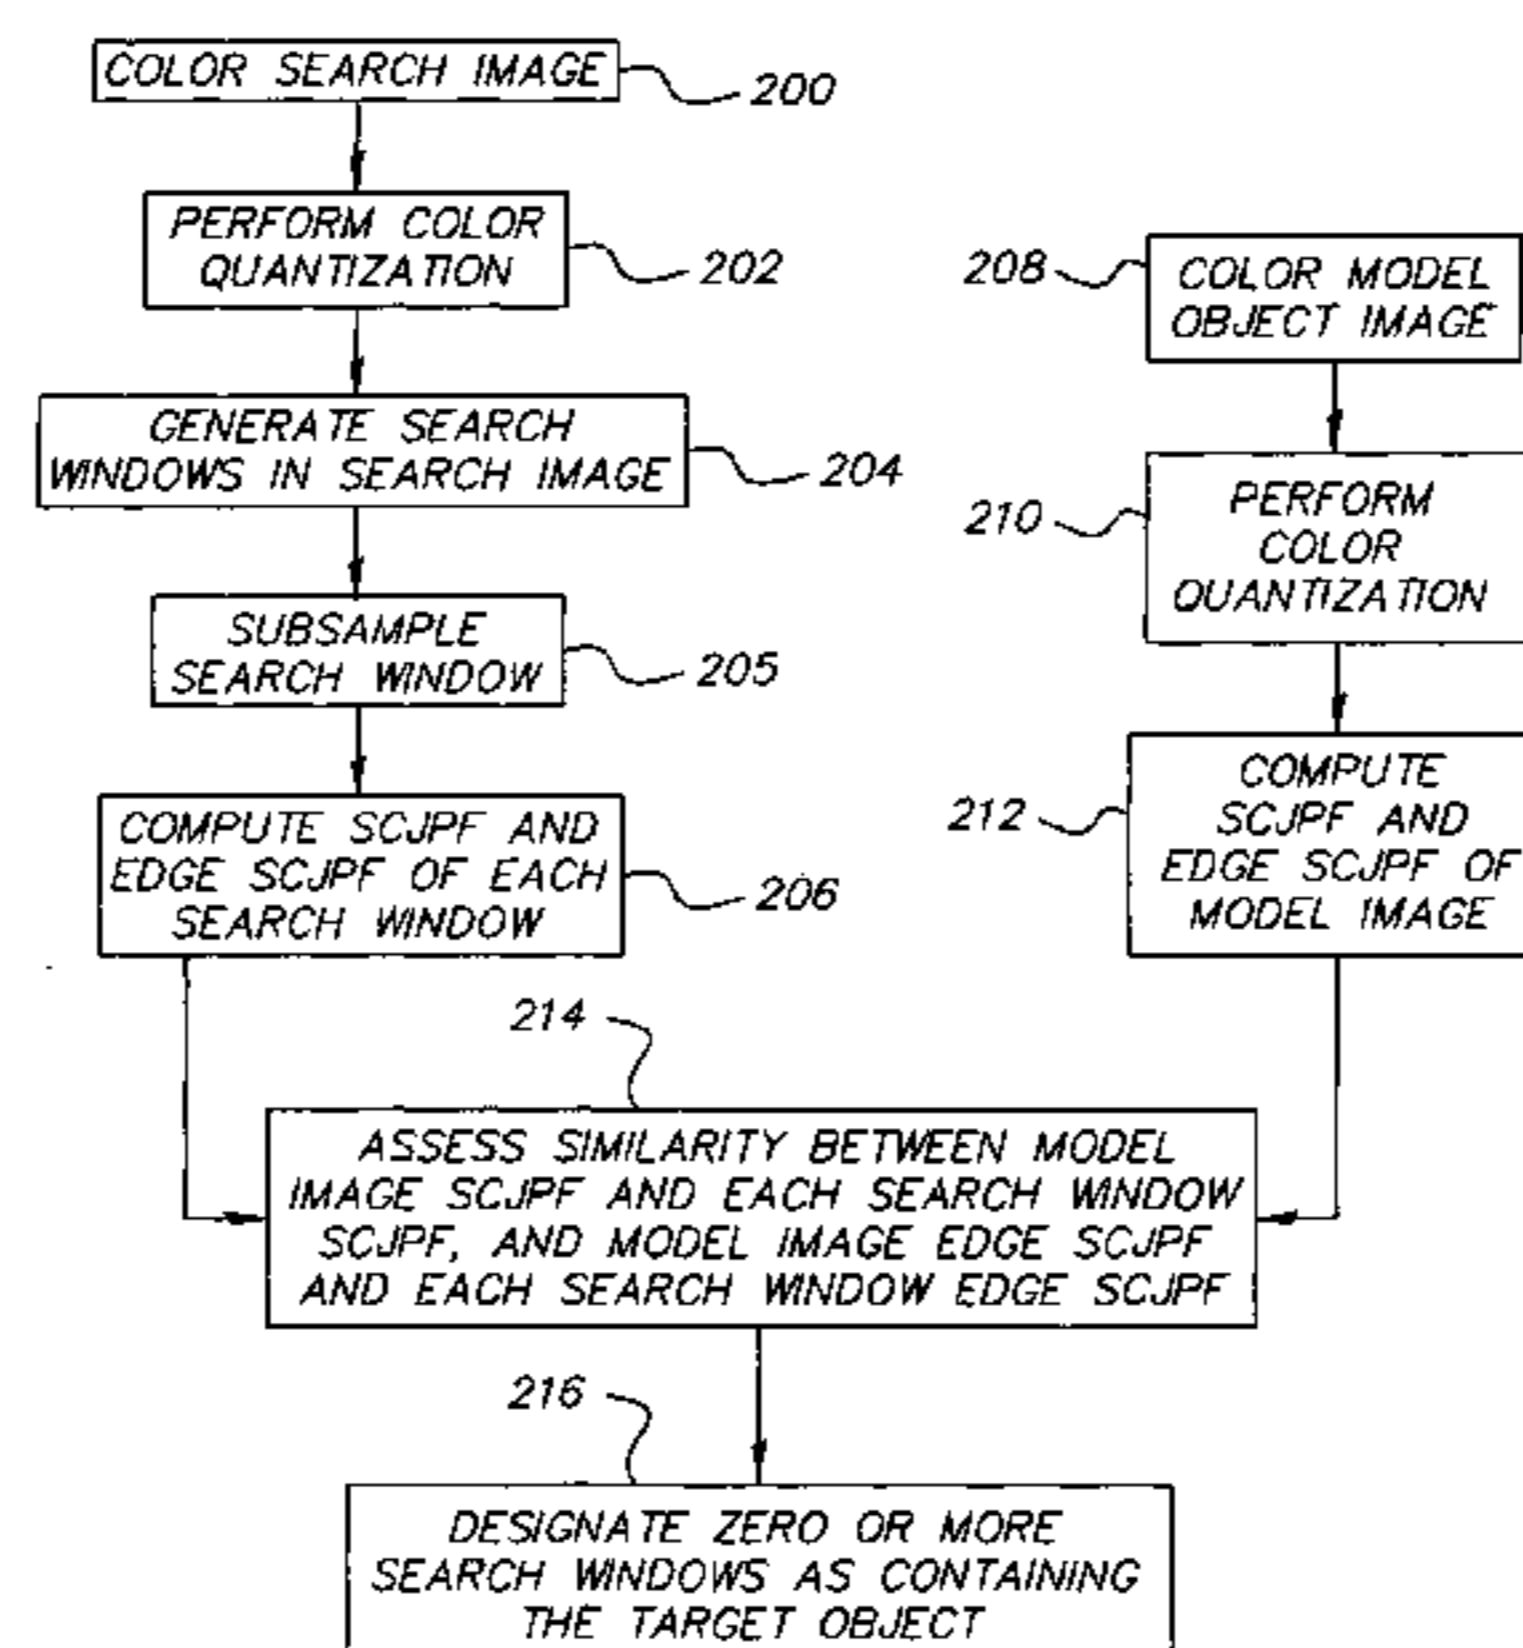 COLOR SEARCH IMAGE
200
PERFORM COLOR
QUANTIZATION
202
GENERATE SEARCH
WINDOWS IN SEARCH IMAGE
204
SUBSAMPLE
SEARCH WINDOW
205
COMPUTE SCJPF AND
EDGE SCJPF OF EACH
SEARCH WINDOW
206
208
COLOR MODEL
OBJECT IMAGE
210
PERFORM
COLOR
QUANTIZATION
212
COMPUTE
SCJPF AND
EDGE SCJPF OF
MODEL IMAGE
214
ASSESS SIMILARITY BETWEEN MODEL
IMAGE SCJPF AND EACH SEARCH WINDOW
SCJPF, AND MODEL IMAGE EDGE SCJPF
AND EACH SEARCH WINDOW EDGE SCJPF
216
DESIGNATE ZERO OR MORE
SEARCH WINDOWS AS CONTAINING
THE TARGET OBJECT